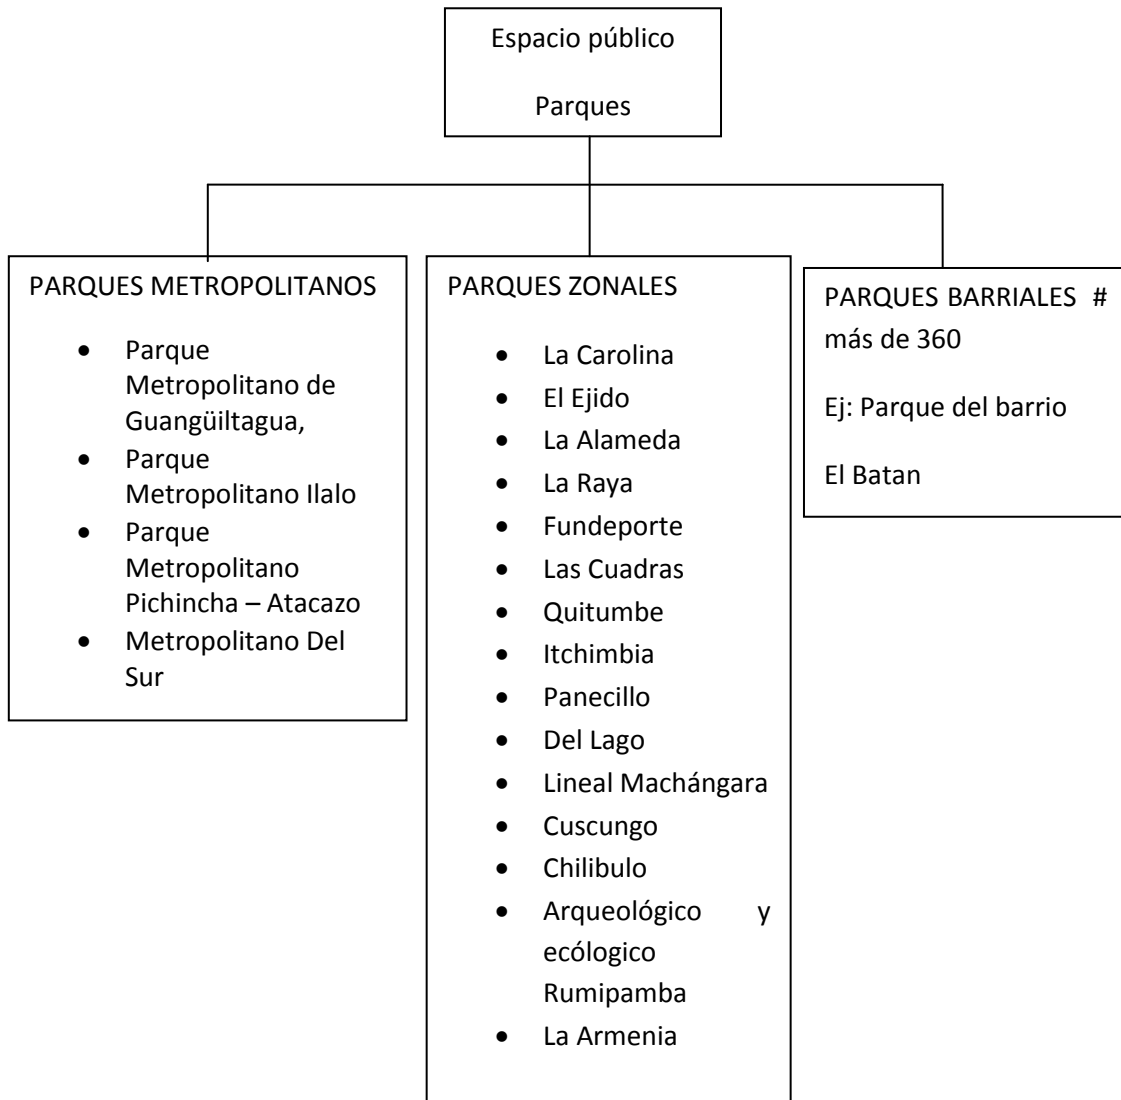 Espacio público
Parques
PARQUES METROPOLITANOS
• Parque
Metropolitano de
Guangüiltagua,
• Parque
Metropolitano Ilalo
• Parque
Metropolitano
Pichincha – Atacazo
• Metropolitano Del
Sur
PARQUES ZONALES
• La Carolina
• El Ejido
• La Alameda
• La Raya
• Fundeporte
• Las Cuadras
• Quitumbe
• Itchimbia
• Panecillo
• Del Lago
• Lineal Machángara
• Cuscungo
• Chilibulo
• Arqueológico y
ecólogico
Rumipamba
• La Armenia
PARQUES BARRIALES #
más de 360
Ej: Parque del barrio
El Batan